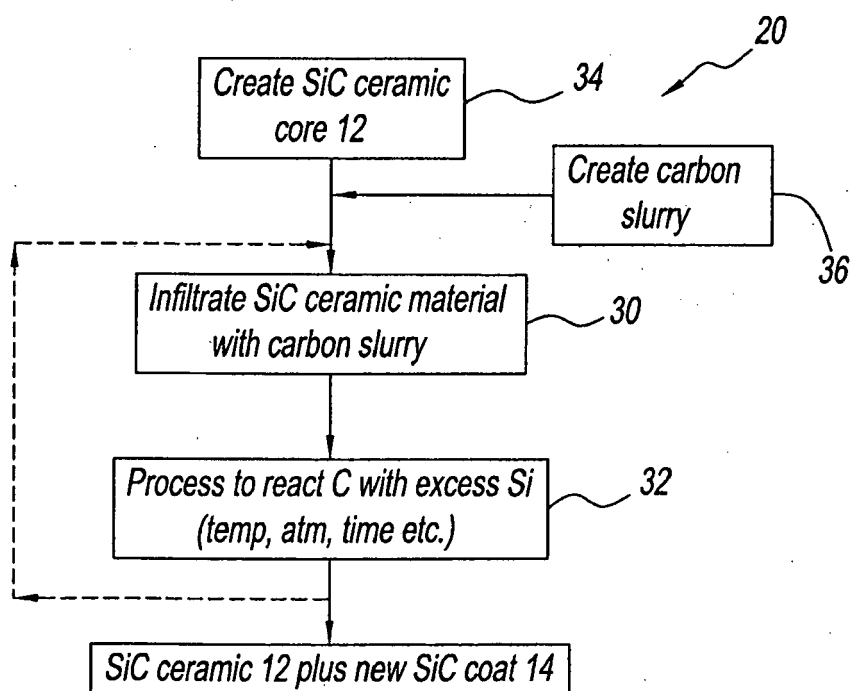 20
Create SiC ceramic
core 12
34
Create carbon
slurry
36
Infiltrate SiC ceramic material
with carbon slurry
30
Process to react C with excess Si
(temp, atm, time etc.)
32
SiC ceramic 12 plus new SiC coat 14